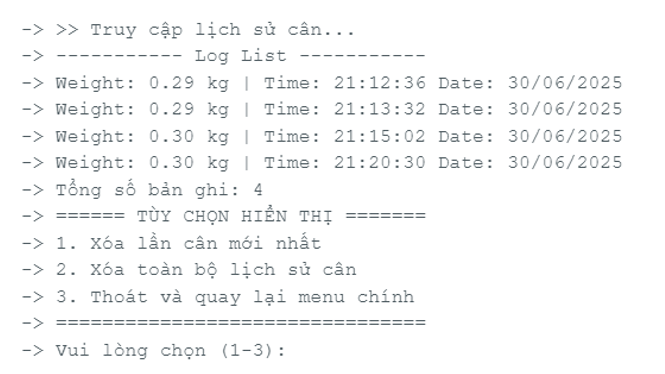 -> >> Truy cập lịch sử cân...
-> ----------- Log List -----------
-> Weight: 0.29 kg | Time: 21:12:36 Date: 30/06/2025
-> Weight: 0.29 kg | Time: 21:13:32 Date: 30/06/2025
-> Weight: 0.30 kg | Time: 21:15:02 Date: 30/06/2025
-> Weight: 0.30 kg | Time: 21:20:30 Date: 30/06/2025
-> Tổng số bản ghi: 4
-> ====== TÙY CHỌN HIỂN THỊ =======
-> 1. Xóa lần cân mới nhất
-> 2. Xóa toàn bộ lịch sử cân
-> 3. Thoát và quay lại menu chính
-> ================================
-> Vui lòng chọn (1-3):